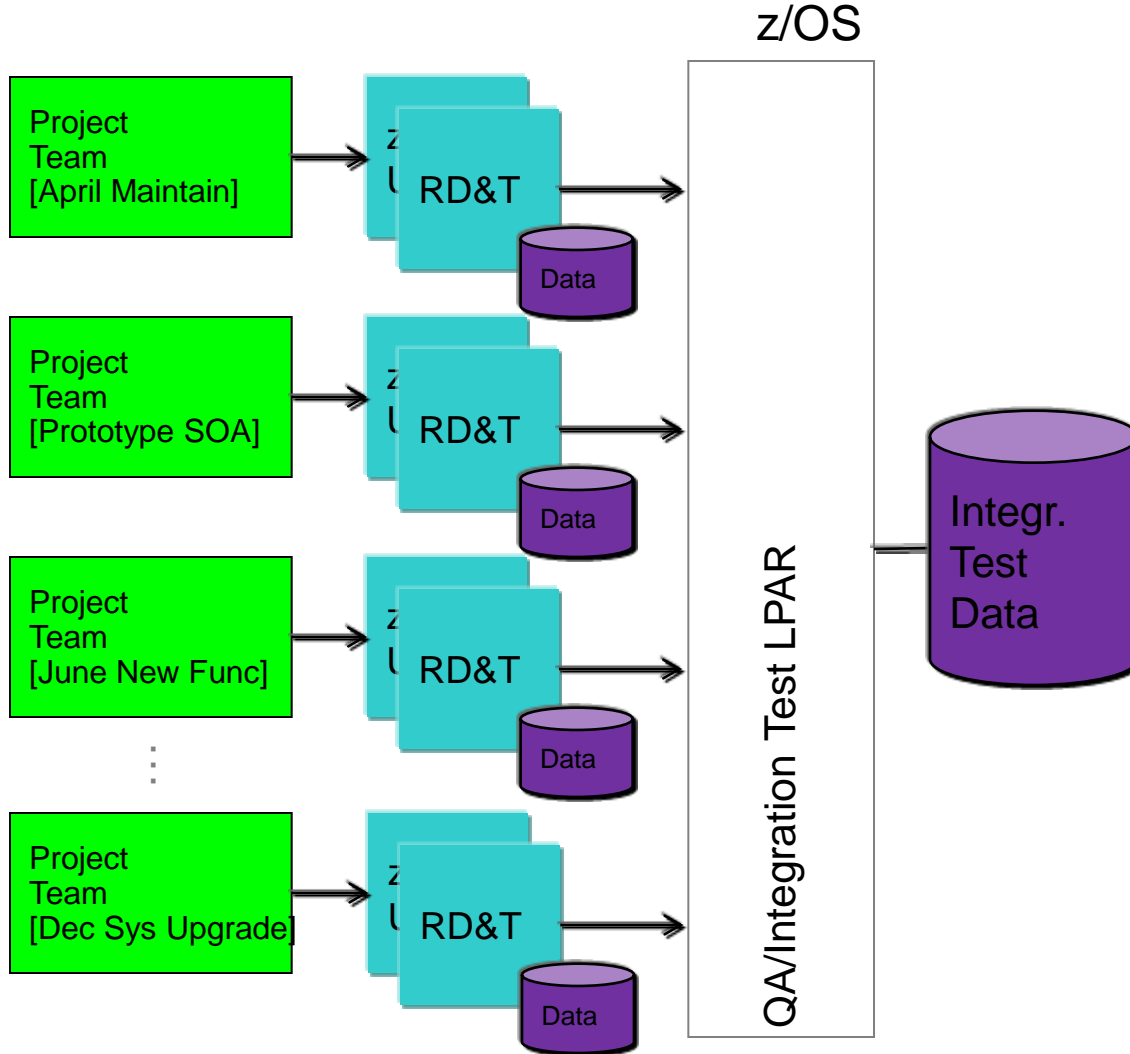 z/OS
Project
Team
[April Maintain]
RD&T
Data
Project
Team
[Prototype SOA]
RD&T
Data
Project
Team
[June New Func]
RD&T
Data
Project
Team
[Dec Sys Upgrade]
RD&T
Data
QA/Integration Test LPAR
Integr.
Test
Data